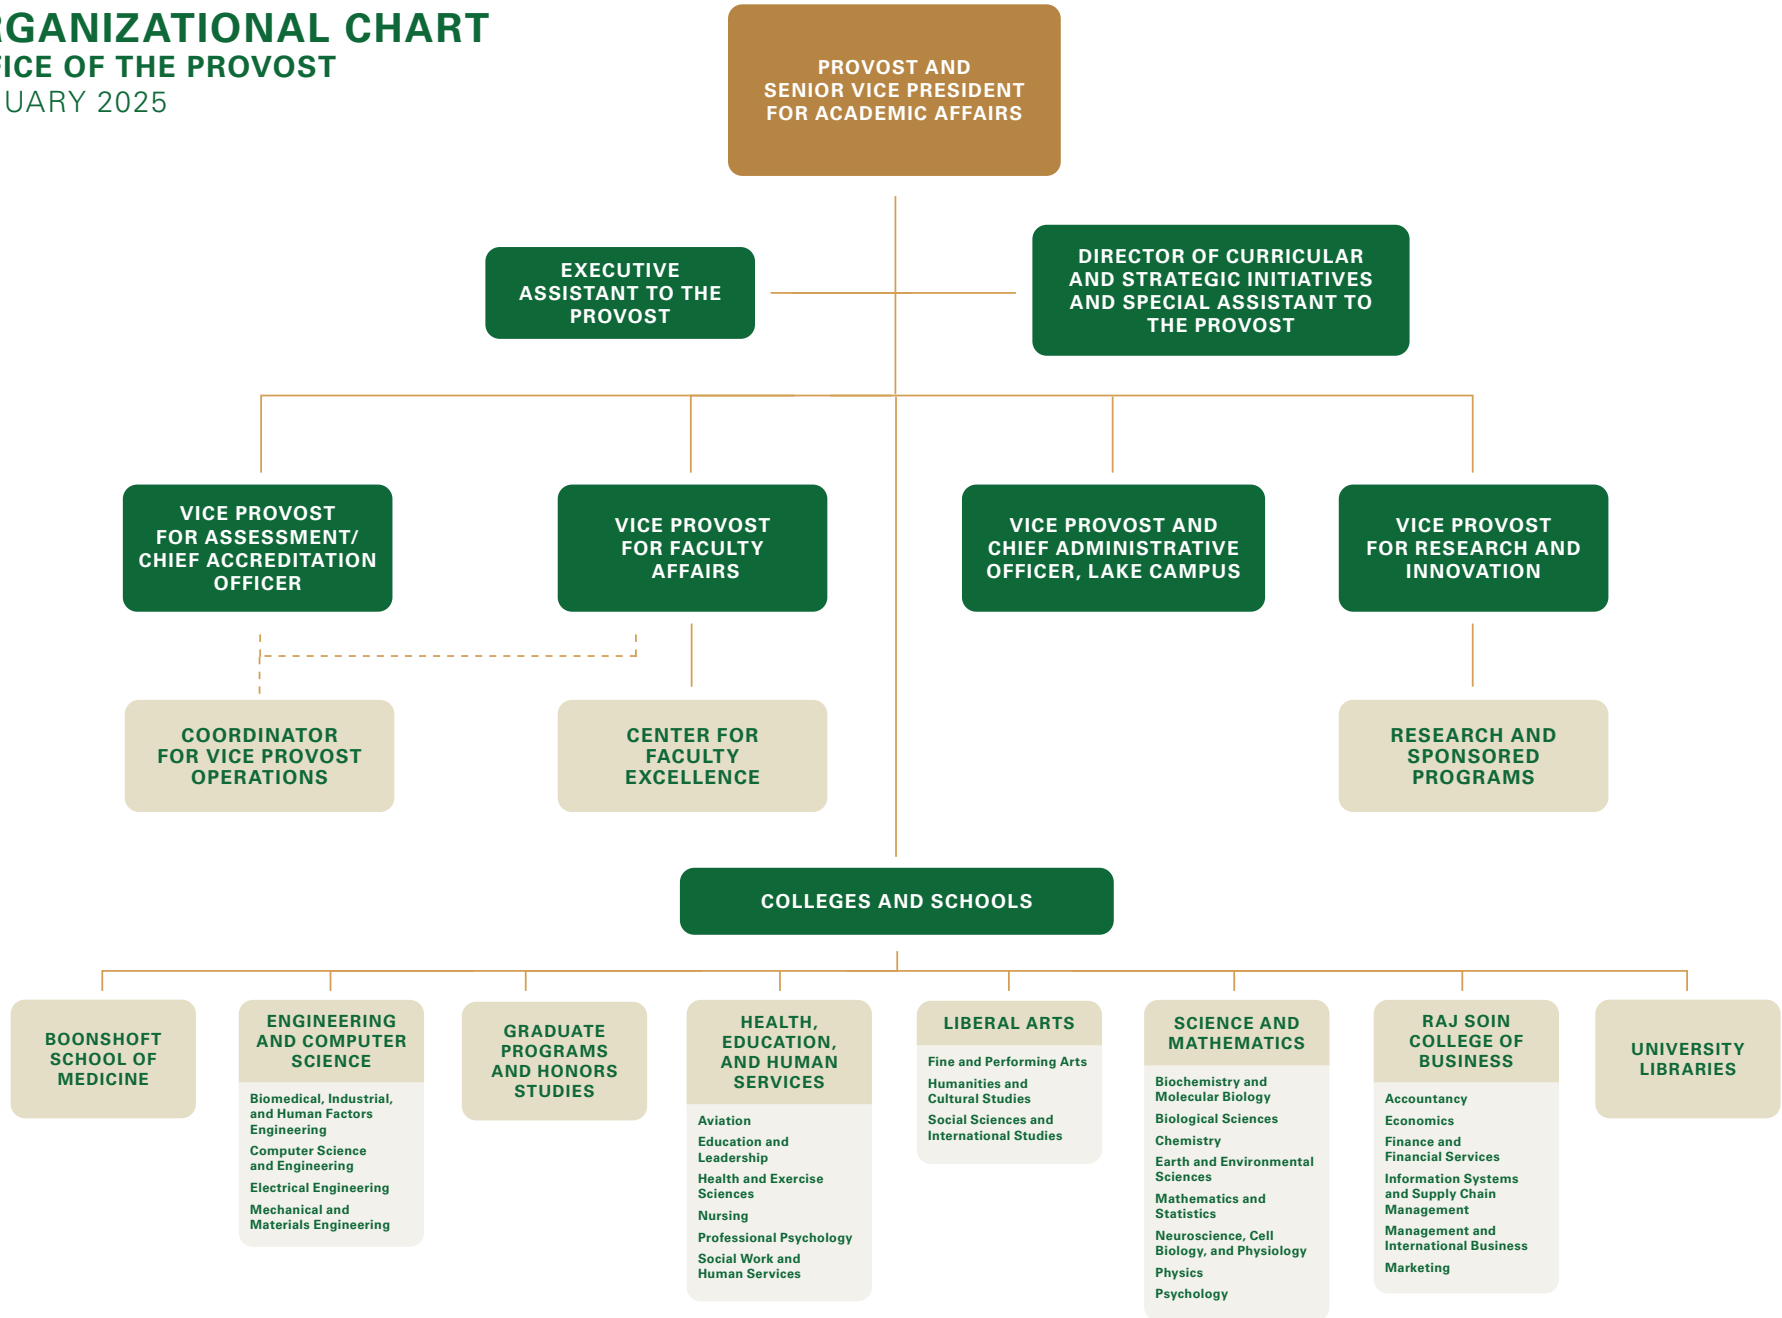 RGANIZATIONAL CHART
FICE OF THE PROVOST
UARY 2025
PROVOST AND
SENIOR VICE PRESIDENT
FOR ACADEMIC AFFAIRS
EXECUTIVE
ASSISTANT TO THE
PROVOST
DIRECTOR OF CURRICULAR
AND STRATEGIC INITIATIVES
AND SPECIAL ASSISTANT TO
THE PROVOST
VICE PROVOST
FOR ASSESSMENT/
CHIEF ACCREDITATION
OFFICER
VICE PROVOST
FOR FACULTY
AFFAIRS
VICE PROVOST AND
CHIEF ADMINISTRATIVE
OFFICER, LAKE CAMPUS
VICE PROVOST
FOR RESEARCH AND
INNOVATION
COORDINATOR
FOR VICE PROVOST
OPERATIONS
CENTER FOR
FACULTY
EXCELLENCE
RESEARCH AND
SPONSORED
PROGRAMS
COLLEGES AND SCHOOLS
BOONSHOFT
SCHOOL OF
MEDICINE
ENGINEERING
AND COMPUTER
SCIENCE
Biomedical, Industrial,
and Human Factors
Engineering
Computer Science
and Engineering
Electrical Engineering
Mechanical and
Materials Engineering
GRADUATE
PROGRAMS
AND HONORS
STUDIES
HEALTH,
EDUCATION,
AND HUMAN
SERVICES
Aviation
Education and
Leadership
Health and Exercise
Sciences
Nursing
Professional Psychology
Social Work and
Human Services
LIBERAL ARTS
Fine and Performing Arts
Humanities and
Cultural Studies
Social Sciences and
International Studies
SCIENCE AND
MATHEMATICS
Biochemistry and
Molecular Biology
Biological Sciences
Chemistry
Earth and Environmental
Sciences
Mathematics and
Statistics
Neuroscience, Cell
Biology, and Physiology
Physics
Psychology
RAJ SOIN
COLLEGE OF
BUSINESS
Accountancy
Economics
Finance and
Financial Services
Information Systems
and Supply Chain
Management
Management and
International Business
Marketing
UNIVERSITY
LIBRARIES